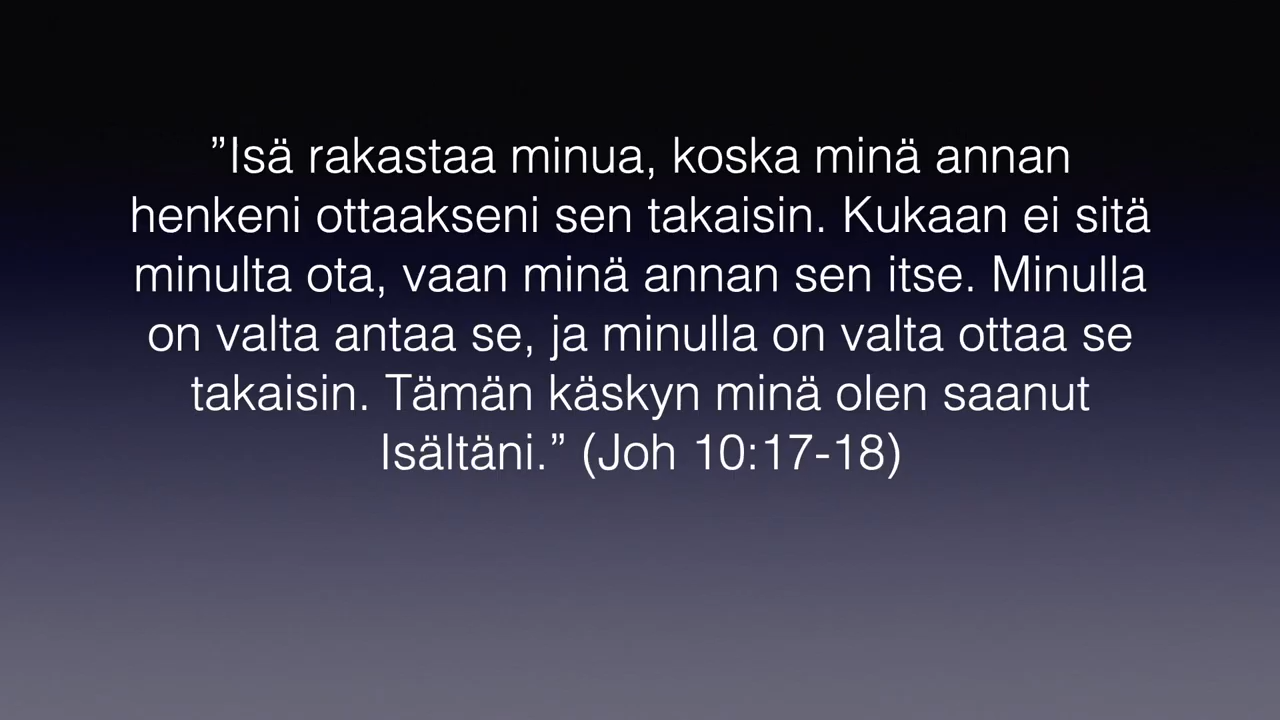 ”Isä rakastaa minua, koska minä annan
henkeni ottaakseni sen takaisin. Kukaan ei sitä
minulta ota, vaan minä annan sen itse. Minulla
on valta antaa se, ja minulla on valta ottaa se
takaisin. Tämän käskyn minä olen saanut
Isältäni.” (Joh 10:17-18)